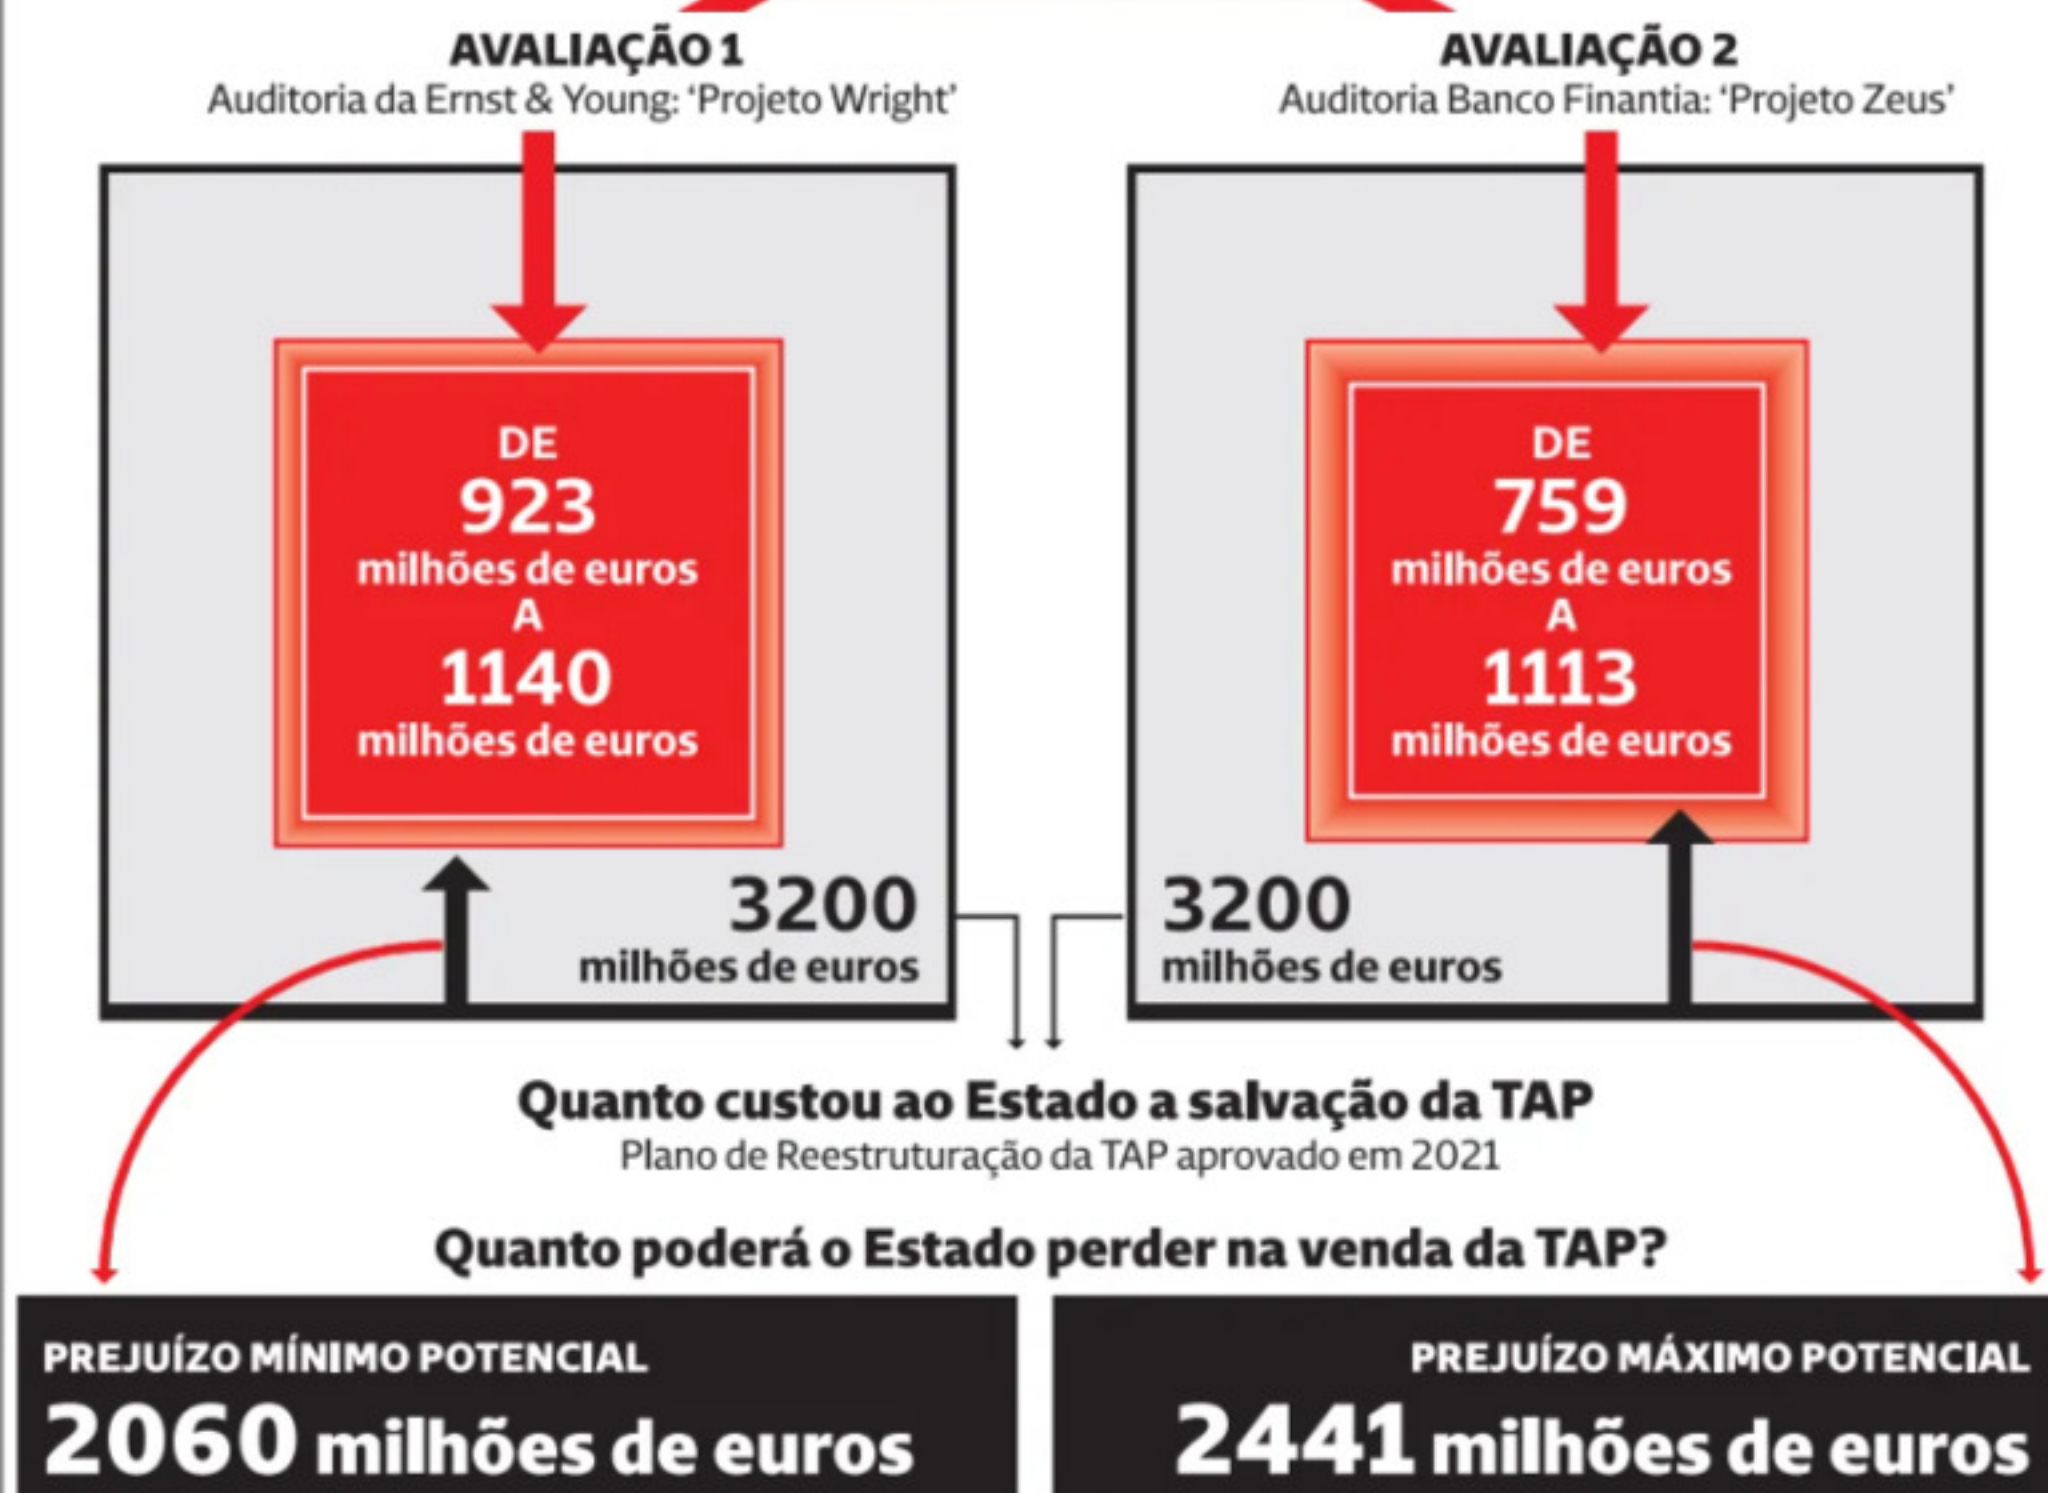 AVALIAÇÃO 1
Auditoria da Ernst & Young: ‘Projeto Wright’
DE
923
milhões de euros
A
1140
milhões de euros
3200
milhões de euros
AVALIAÇÃO 2
Auditoria Banco Finantia: ‘Projeto Zeus’
DE
759
milhões de euros
A
1113
milhões de euros
3200
milhões de euros
Quanto custou ao Estado a salvação da TAP
Plano de Reestruturação da TAP aprovado em 2021
Quanto poderá o Estado perder na venda da TAP?
PREJUÍZO MÍNIMO POTENCIAL
2060 milhões de euros
PREJUÍZO MÁXIMO POTENCIAL
2441 milhões de euros